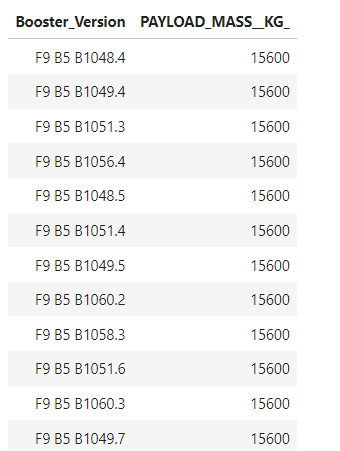 Booster_Version PAYLOAD_MASS__KG_
F9 B5 B1048.4 15600
F9 B5 B1049.4 15600
F9 B5 B1051.3 15600
F9 B5 B1056.4 15600
F9 B5 B1048.5 15600
F9 B5 B1051.4 15600
F9 B5 B1049.5 15600
F9 B5 B1060.2 15600
F9 B5 B1058.3 15600
F9 B5 B1051.6 15600
F9 B5 B1060.3 15600
F9 B5 B1049.7 15600